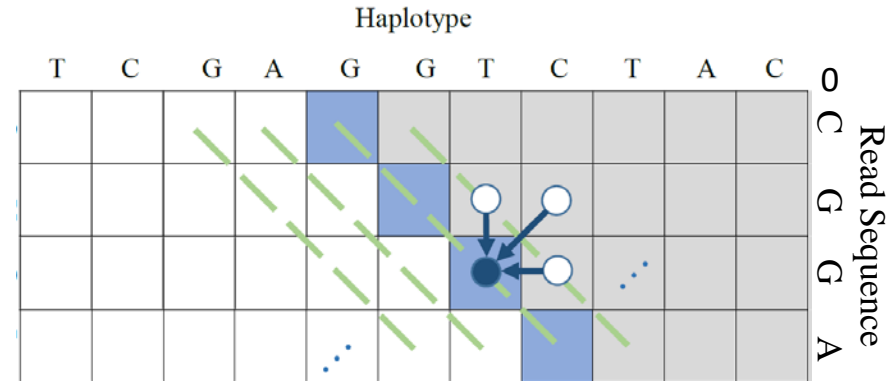 Haplotype
T C G A G G T C T A C
0
C
G
G
A
Read Sequence